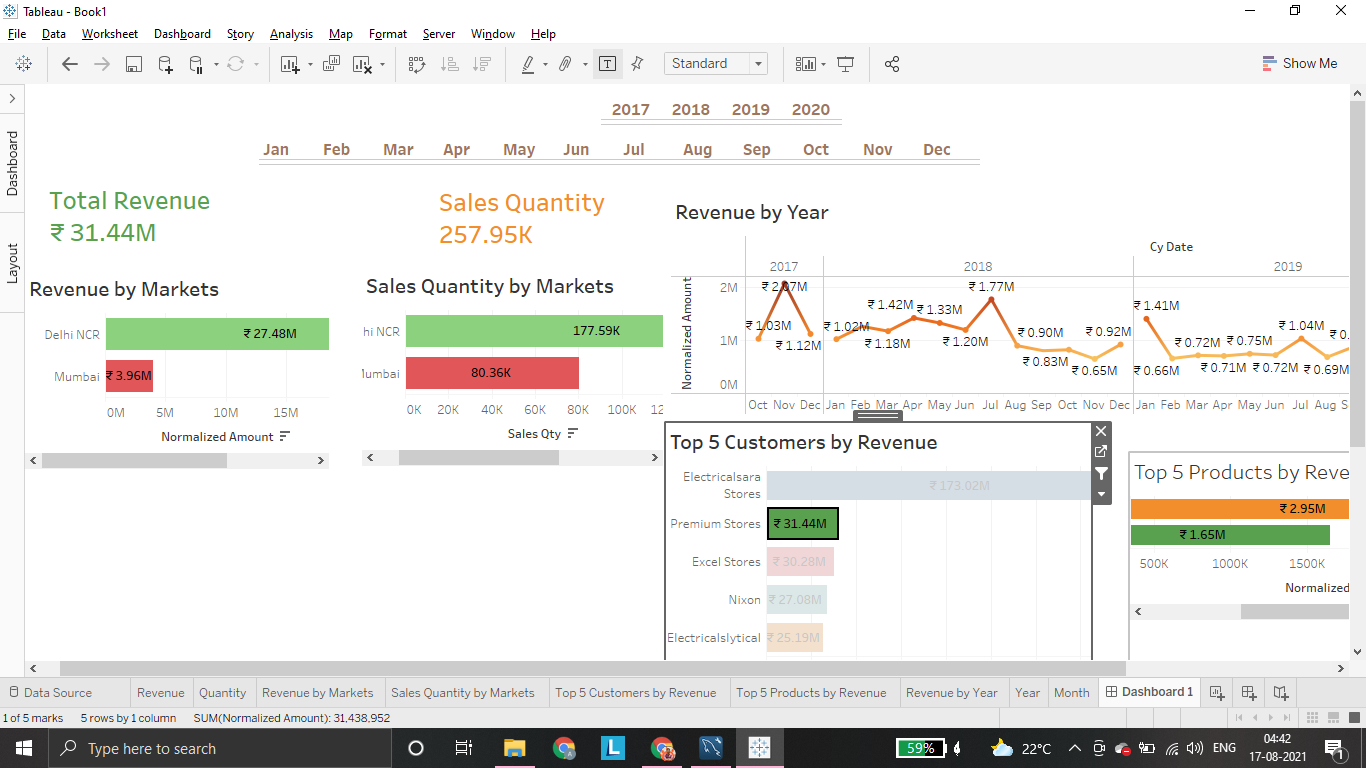 Tableau - Book1
File Data Worksheet Dashboard Story Analysis Map Format Server Window Help
Standard
Show Me
Dashboard
Layout
2017 2018 2019 2020
Jan Feb Mar Apr May Jun Jul Aug Sep Oct Nov Dec
Total Revenue
₹ 31.44M
Sales Quantity
257.95K
Revenue by Markets
Delhi NCR ₹ 27.48M
Mumbai ₹ 3.96M
0M 5M 10M 15M
Normalized Amount
Sales Quantity by Markets
hi NCR 177.59K
umbai 80.36K
0K 20K 40K 60K 80K 100K 12
Sales Qty
Revenue by Year
Cy Date
2017 2018 2019
Normalized Amount
2M
1M
0M
₹ 1.03M ₹ 2.07M ₹ 1.12M
₹ 1.02M ₹ 1.18M ₹ 1.42M ₹ 1.33M ₹ 1.20M ₹ 1.77M ₹ 0.90M ₹ 0.83M ₹ 0.65M ₹ 0.92M
₹ 1.41M ₹ 0.66M ₹ 0.72M ₹ 0.71M ₹ 0.75M ₹ 0.72M ₹ 1.04M ₹ 0.69M ₹ 0.
Oct Nov Dec Jan Feb Mar Apr May Jun Jul Aug Sep Oct Nov Dec Jan Feb Mar Apr May Jun Jul Aug S
Top 5 Customers by Revenue
Electricalsara
Stores ₹ 173.02M
Premium Stores ₹ 31.44M
Excel Stores ₹ 30.28M
Nixon ₹ 27.08M
Electricalslytical ₹ 25.19M
Top 5 Products by Reve
₹ 2.95M
₹ 1.65M
500K 1000K 1500K
Normalized
Data Source Revenue Quantity Revenue by Markets Sales Quantity by Markets Top 5 Customers by Revenue Top 5 Products by Revenue Revenue by Year Year Month Dashboard 1
1 of 5 marks 5 rows by 1 column SUM(Normalized Amount): 31,438,952
Type here to search
L
59%
22°C
ENG
04:42
17-08-2021
1